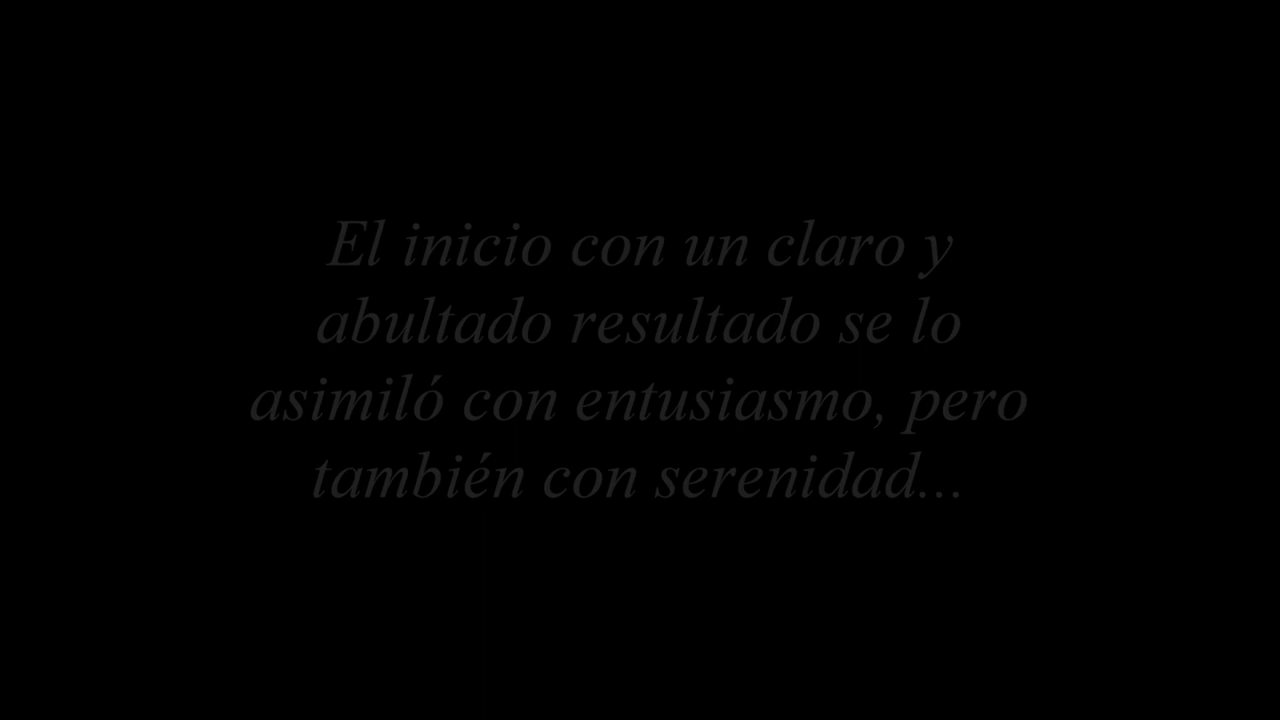 El inicio con un claro y
abultado resultado se lo
asimiló con entusiasmo, pero
también con serenidad...